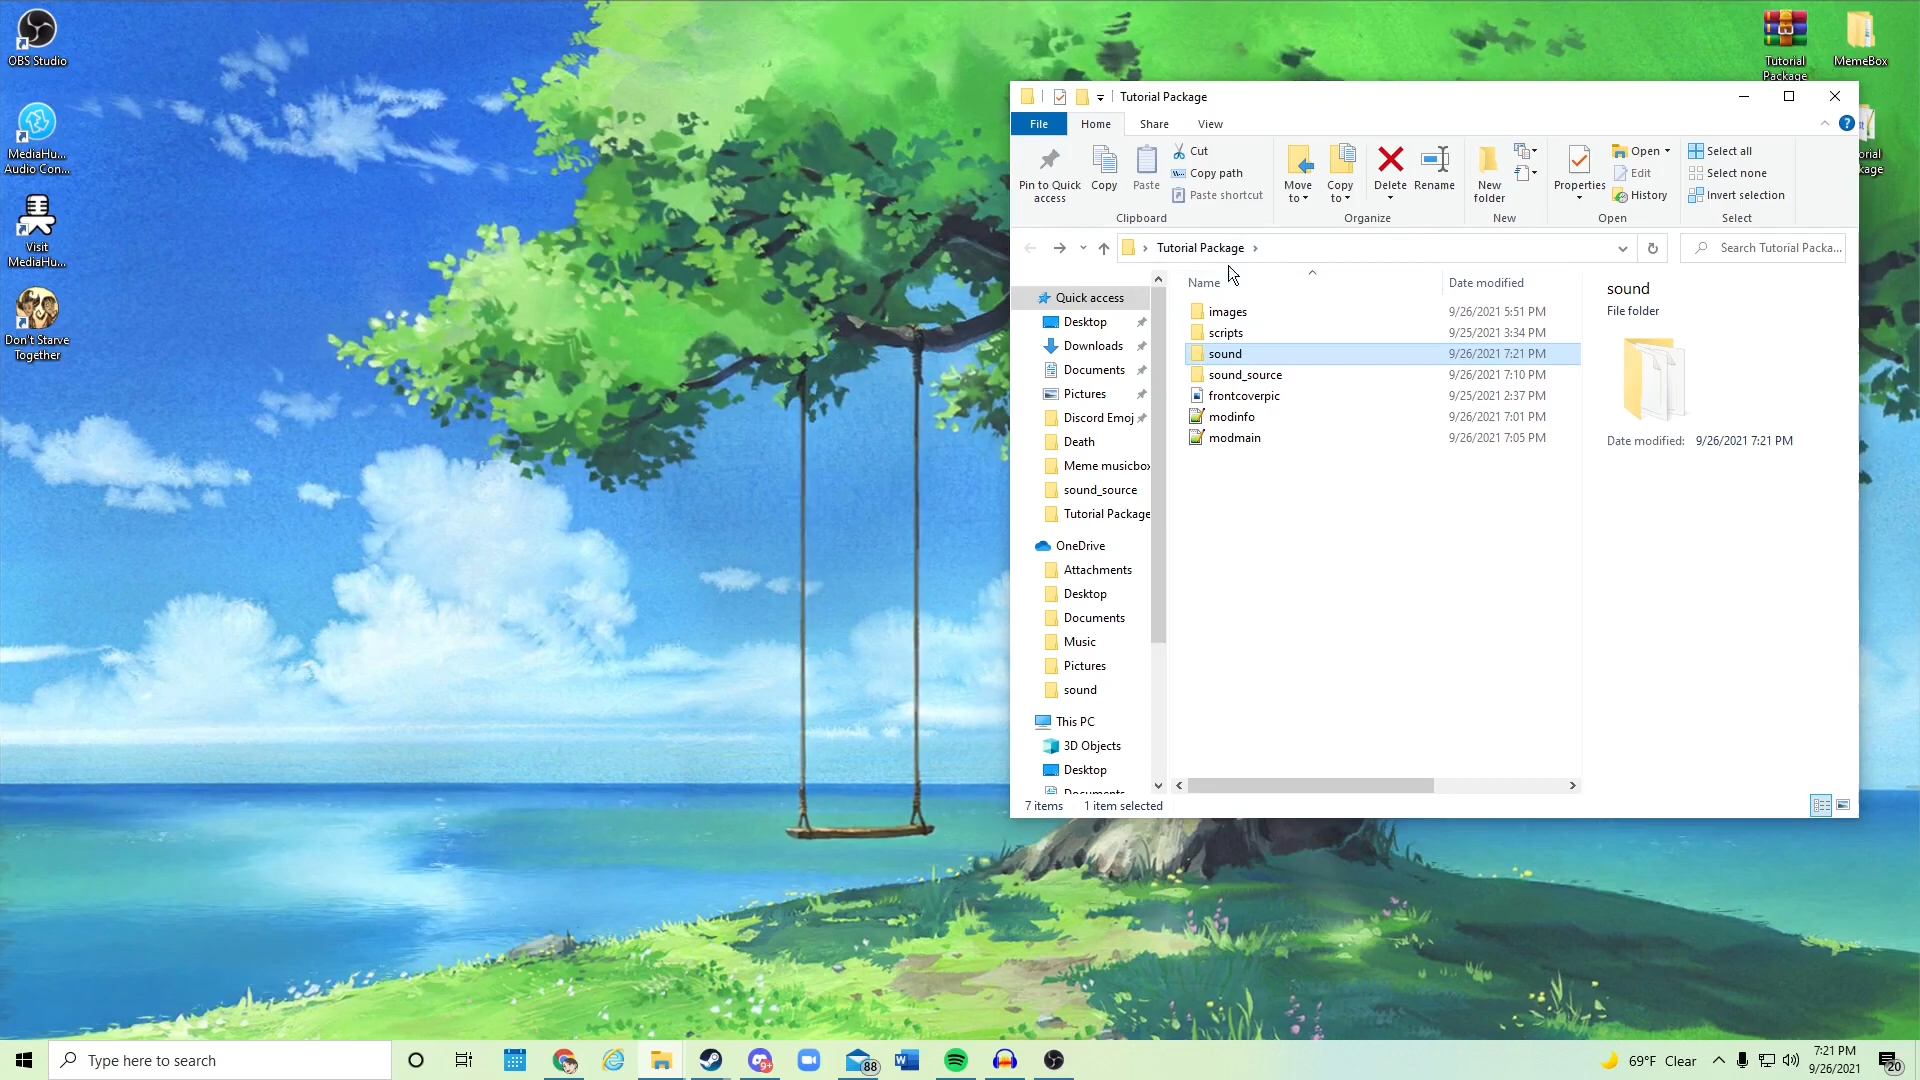 OBS Studio
MediaHu...
Audio Con...
Visit
MediaHu...
Don't Starve
Together
Tutorial
Package
MemeBox
Tutorial Package
File
Home
Share
View
Pin to Quick
access
Copy
Paste
Cut
Copy path
Paste shortcut
Clipboard
Move
to
Copy
to
Delete
Rename
Organize
New
folder
New
Properties
Open
Edit
History
Open
Select all
Select none
Invert selection
Select
Tutorial Package
Search Tutorial Packa...
Quick access
Desktop
Downloads
Documents
Pictures
Discord Emoj
Death
Meme musicbox
sound_source
Tutorial Package
OneDrive
Attachments
Desktop
Documents
Music
Pictures
sound
This PC
3D Objects
Desktop
Documents
Name
Date modified
images 9/26/2021 5:51 PM
scripts 9/25/2021 3:34 PM
sound 9/26/2021 7:21 PM
sound_source 9/26/2021 7:10 PM
frontcoverpic 9/25/2021 2:37 PM
modinfo 9/26/2021 7:01 PM
modmain 9/26/2021 7:05 PM
sound
File folder
Date modified: 9/26/2021 7:21 PM
7 items 1 item selected
Type here to search
9+
88
69°F Clear
7:21 PM
9/26/2021
20